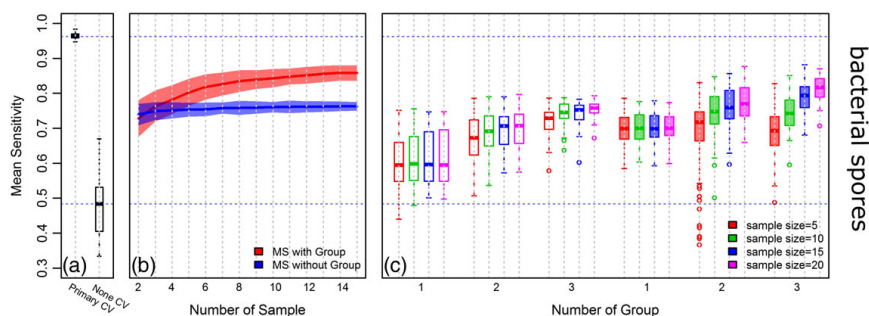 Mean Sensitivity
1.0
0.9
0.8
0.7
0.6
0.5
0.4
0.3
(a)
Primary CV
None CV
(b)
MS with Group
MS without Group
2 4 6 8 10 12 14
Number of Sample
(c)
sample size=5
sample size=10
sample size=15
sample size=20
1 2 3 1 2 3
Number of Group
bacterial spores